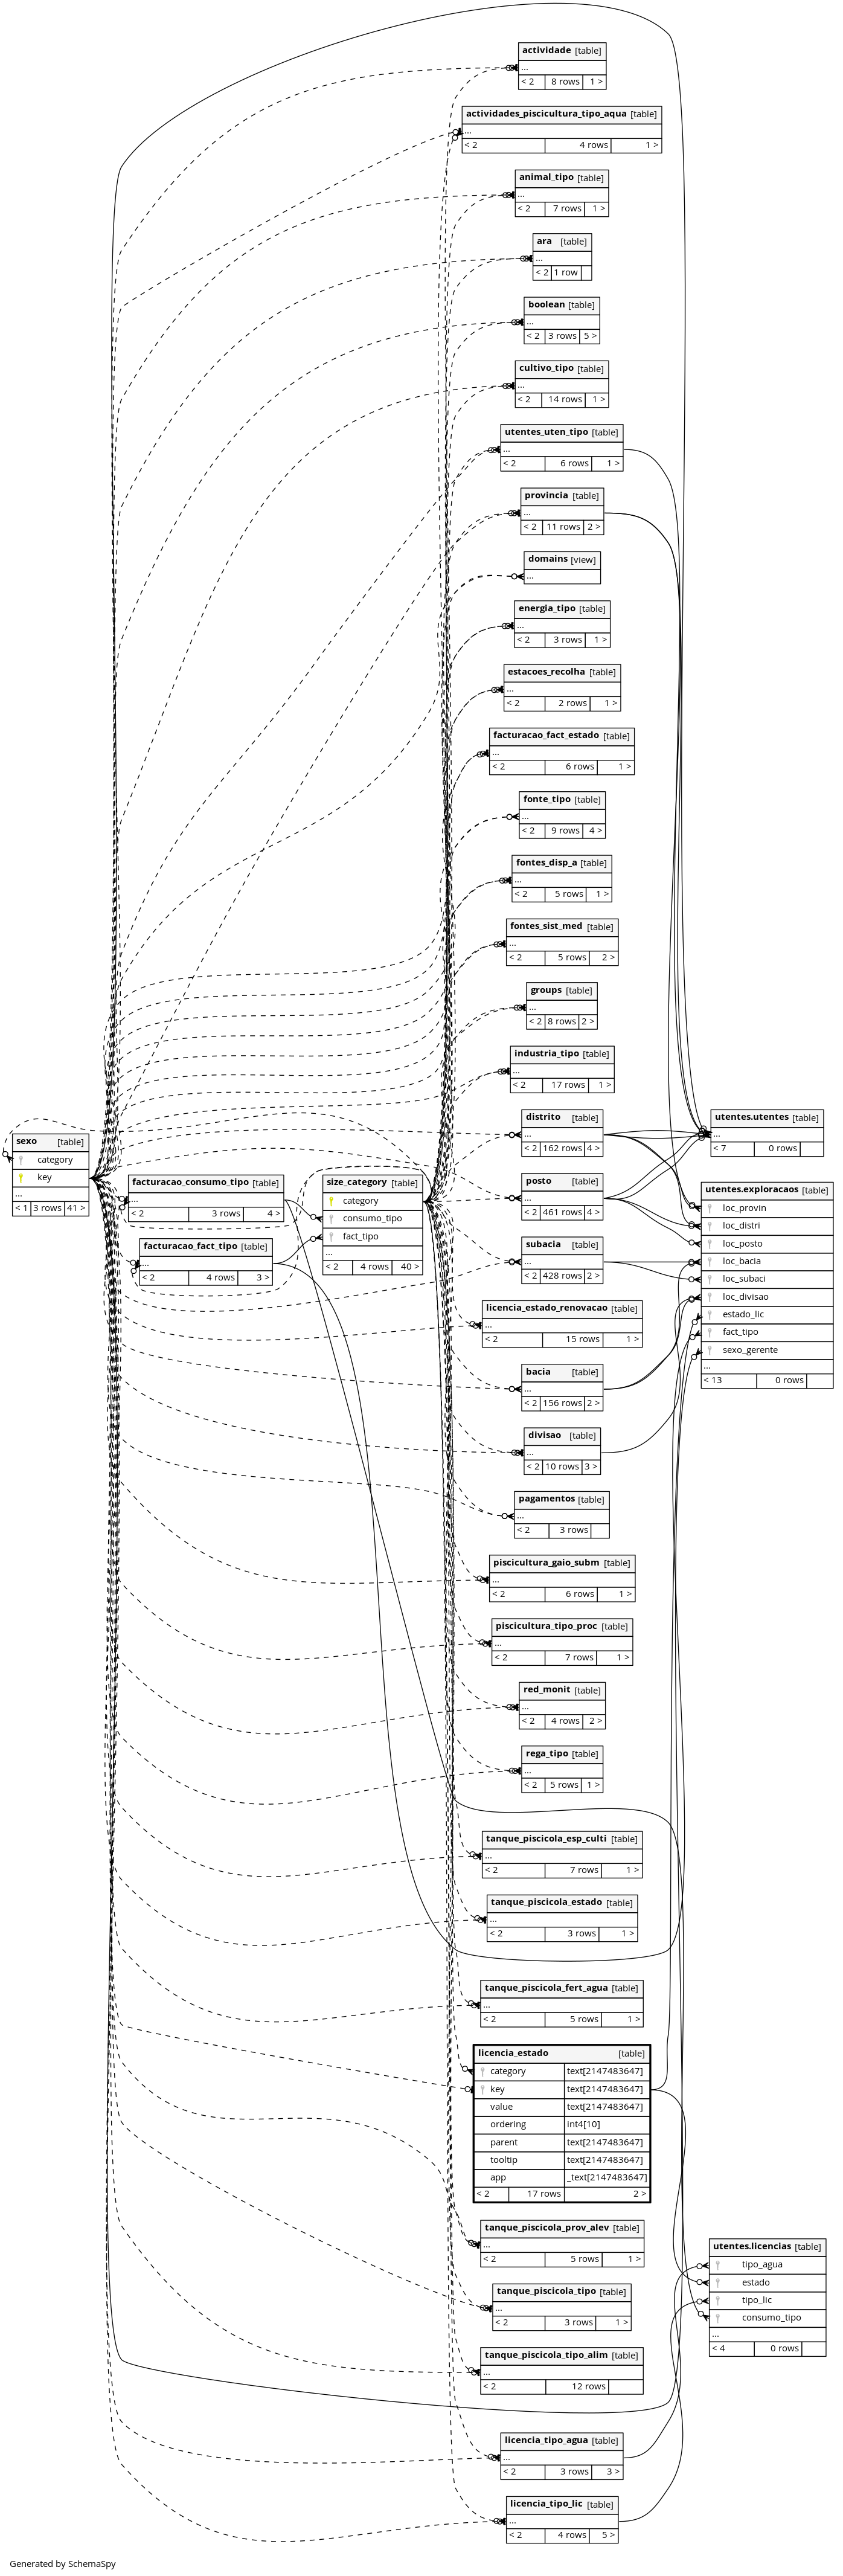 actividade [table]
...
< 2 8 rows 1 >
actividades_piscicultura_tipo_aqua [table]
...
< 2 4 rows 1 >
animal_tipo [table]
...
< 2 7 rows 1 >
ara [table]
...
< 2 1 row
boolean [table]
...
< 2 3 rows 5 >
cultivo_tipo [table]
...
< 2 14 rows 1 >
utentes_uten_tipo [table]
...
< 2 6 rows 1 >
provincia [table]
...
< 2 11 rows 2 >
domains [view]
...
energia_tipo [table]
...
< 2 3 rows 1 >
estacoes_recolha [table]
...
< 2 2 rows 1 >
facturacao_fact_estado [table]
...
< 2 6 rows 1 >
fonte_tipo [table]
...
< 2 9 rows 4 >
fontes_disp_a [table]
...
< 2 5 rows 1 >
fontes_sist_med [table]
...
< 2 5 rows 2 >
groups [table]
...
< 2 8 rows 2 >
industria_tipo [table]
...
< 2 17 rows 1 >
sexo [table]
category
key
...
< 1 3 rows 41 >
facturacao_consumo_tipo [table]
...
< 2 3 rows 4 >
facturacao_fact_tipo [table]
...
< 2 4 rows 3 >
size_category [table]
category
consumo_tipo
fact_tipo
...
< 2 4 rows 40 >
distrito [table]
...
< 2 162 rows 4 >
posto [table]
...
< 2 461 rows 4 >
subacia [table]
...
< 2 428 rows 2 >
utentes.utentes [table]
...
< 7 0 rows
utentes.exploracaos [table]
loc_provin
loc_distri
loc_posto
loc_bacia
loc_subaci
loc_divisao
estado_lic
fact_tipo
sexo_gerente
...
< 13 0 rows
licencia_estado_renovacao [table]
...
< 2 15 rows 1 >
bacia [table]
...
< 2 156 rows 2 >
divisao [table]
...
< 2 10 rows 3 >
pagamentos [table]
...
< 2 3 rows
piscicultura_gaio_subm [table]
...
< 2 6 rows 1 >
piscicultura_tipo_proc [table]
...
< 2 7 rows 1 >
red_monit [table]
...
< 2 4 rows 2 >
rega_tipo [table]
...
< 2 5 rows 1 >
tanque_piscicola_esp_culti [table]
...
< 2 7 rows 1 >
tanque_piscicola_estado [table]
...
< 2 3 rows 1 >
tanque_piscicola_fert_agua [table]
...
< 2 5 rows 1 >
licencia_estado [table]
category text[2147483647]
key text[2147483647]
value text[2147483647]
ordering int4[10]
parent text[2147483647]
tooltip text[2147483647]
app _text[2147483647]
< 2 17 rows 2 >
tanque_piscicola_prov_alev [table]
...
< 2 5 rows 1 >
tanque_piscicola_tipo [table]
...
< 2 3 rows 1 >
tanque_piscicola_tipo_alim [table]
...
< 2 12 rows
utentes.licencias [table]
tipo_agua
estado
tipo_lic
consumo_tipo
...
< 4 0 rows
licencia_tipo_agua [table]
...
< 2 3 rows 3 >
licencia_tipo_lic [table]
...
< 2 4 rows 5 >
Generated by SchemaSpy